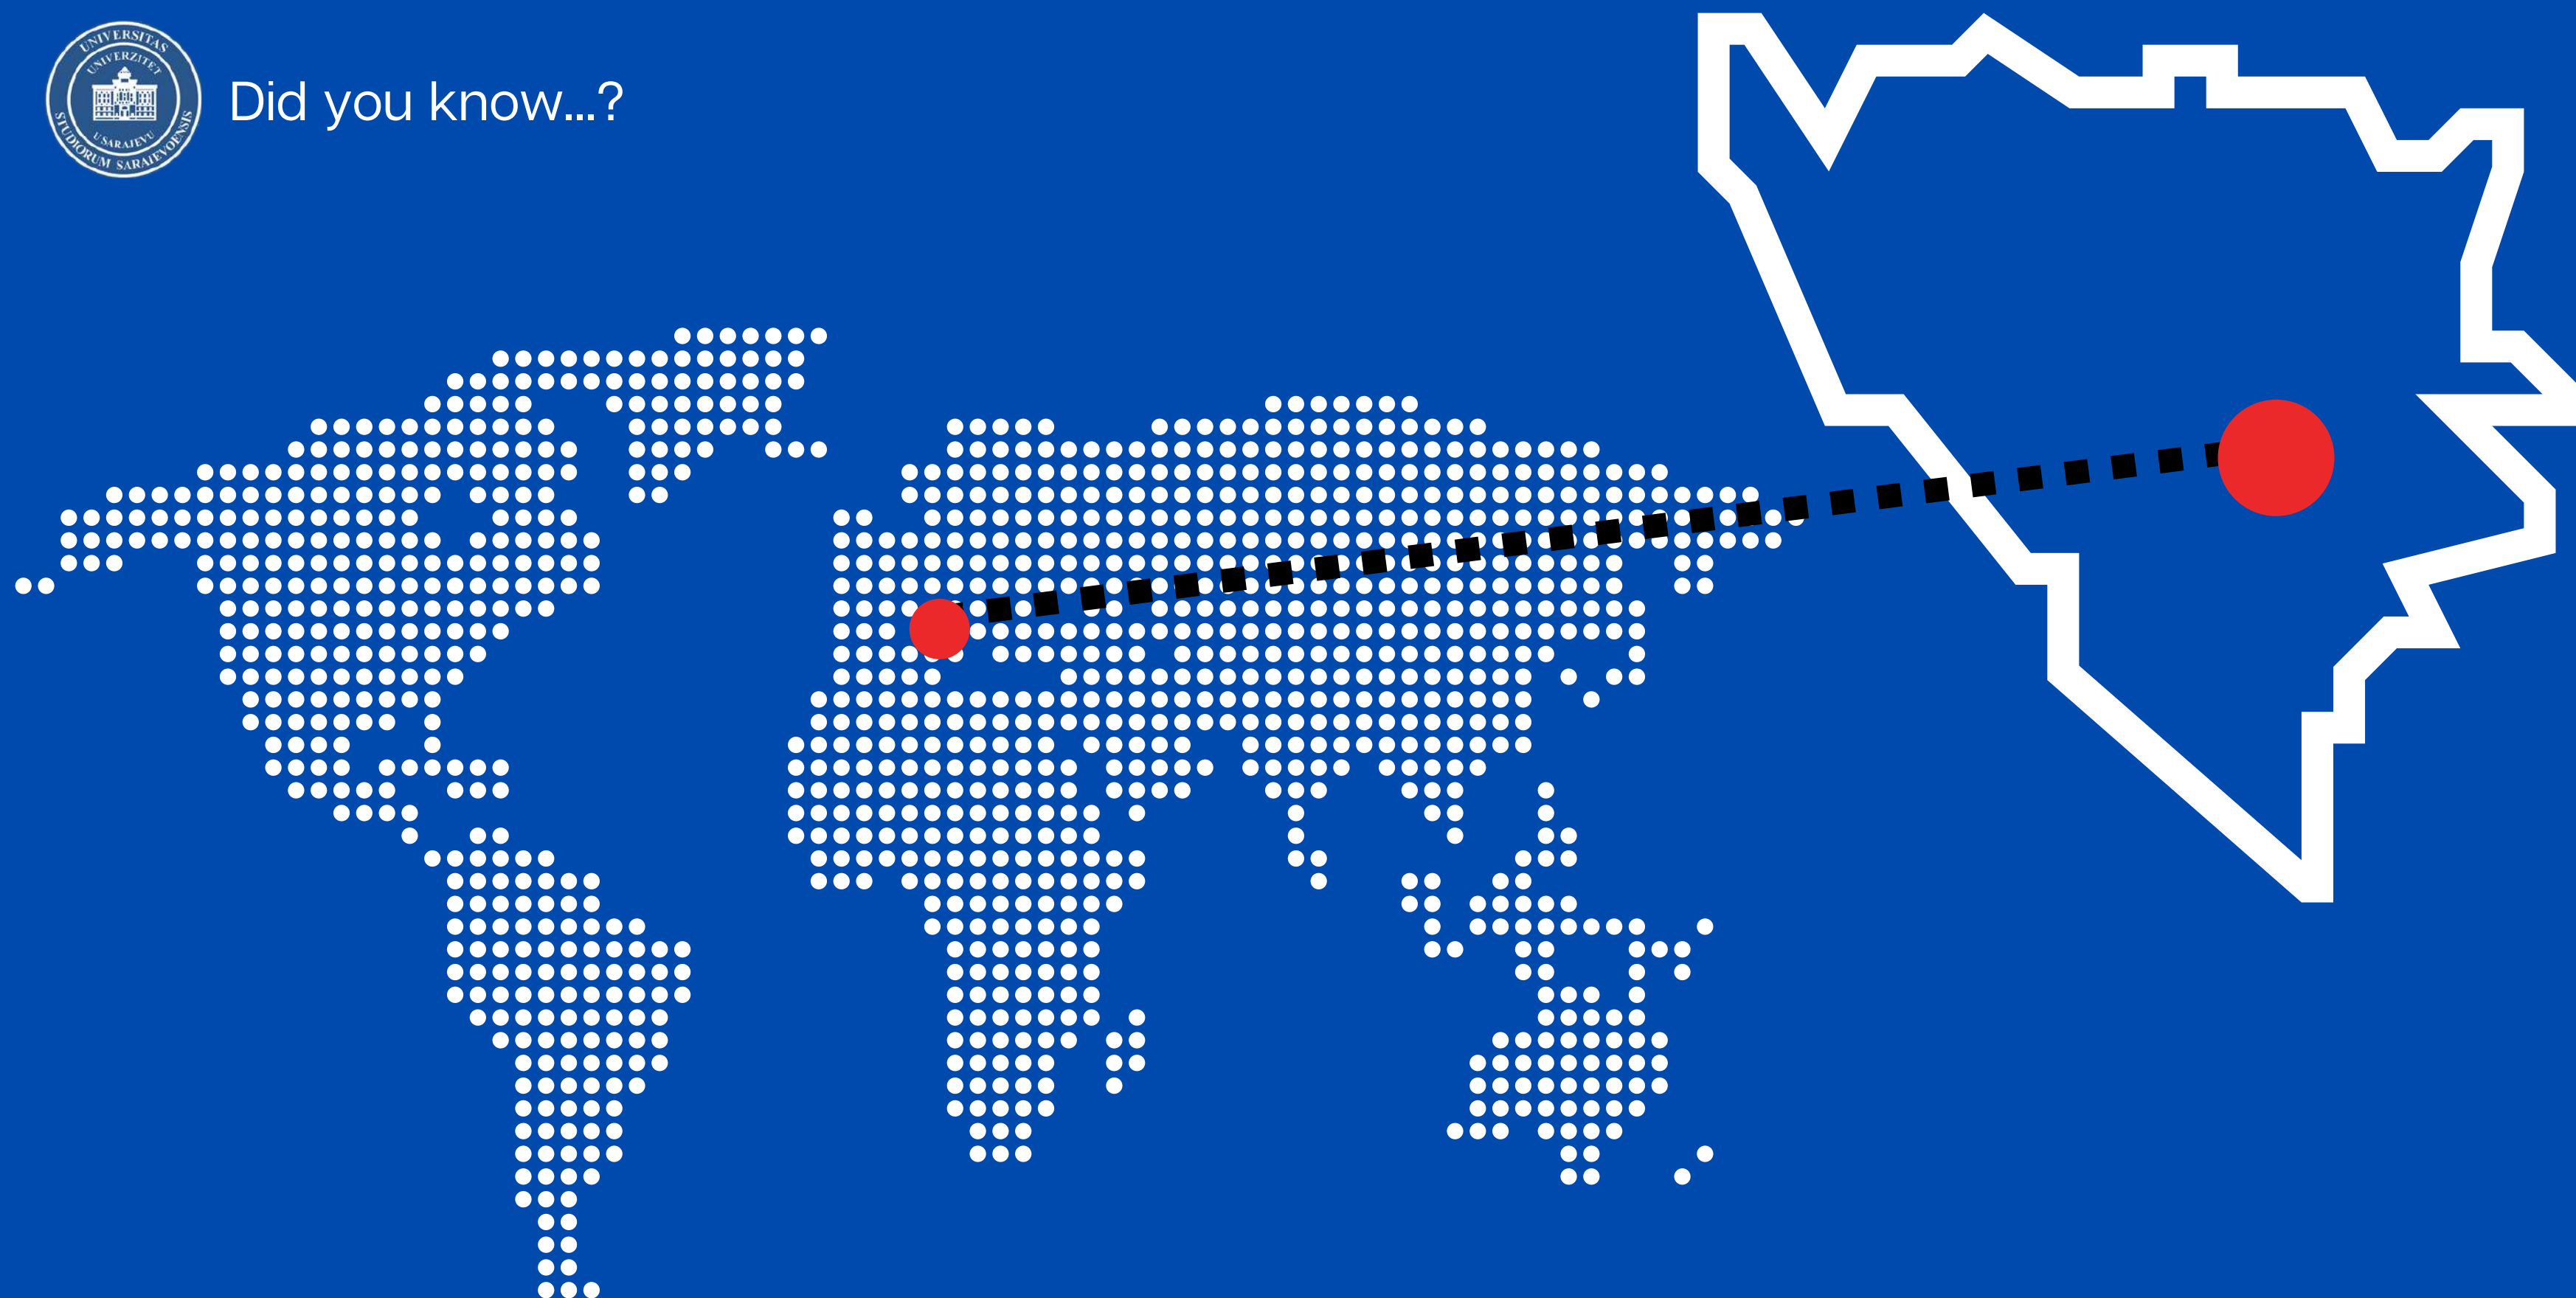 UNIVERSITAS
UNIVERZITET
U SARAJEVU
STUDIORUM SARAIEVOENSIS
Did you know...?